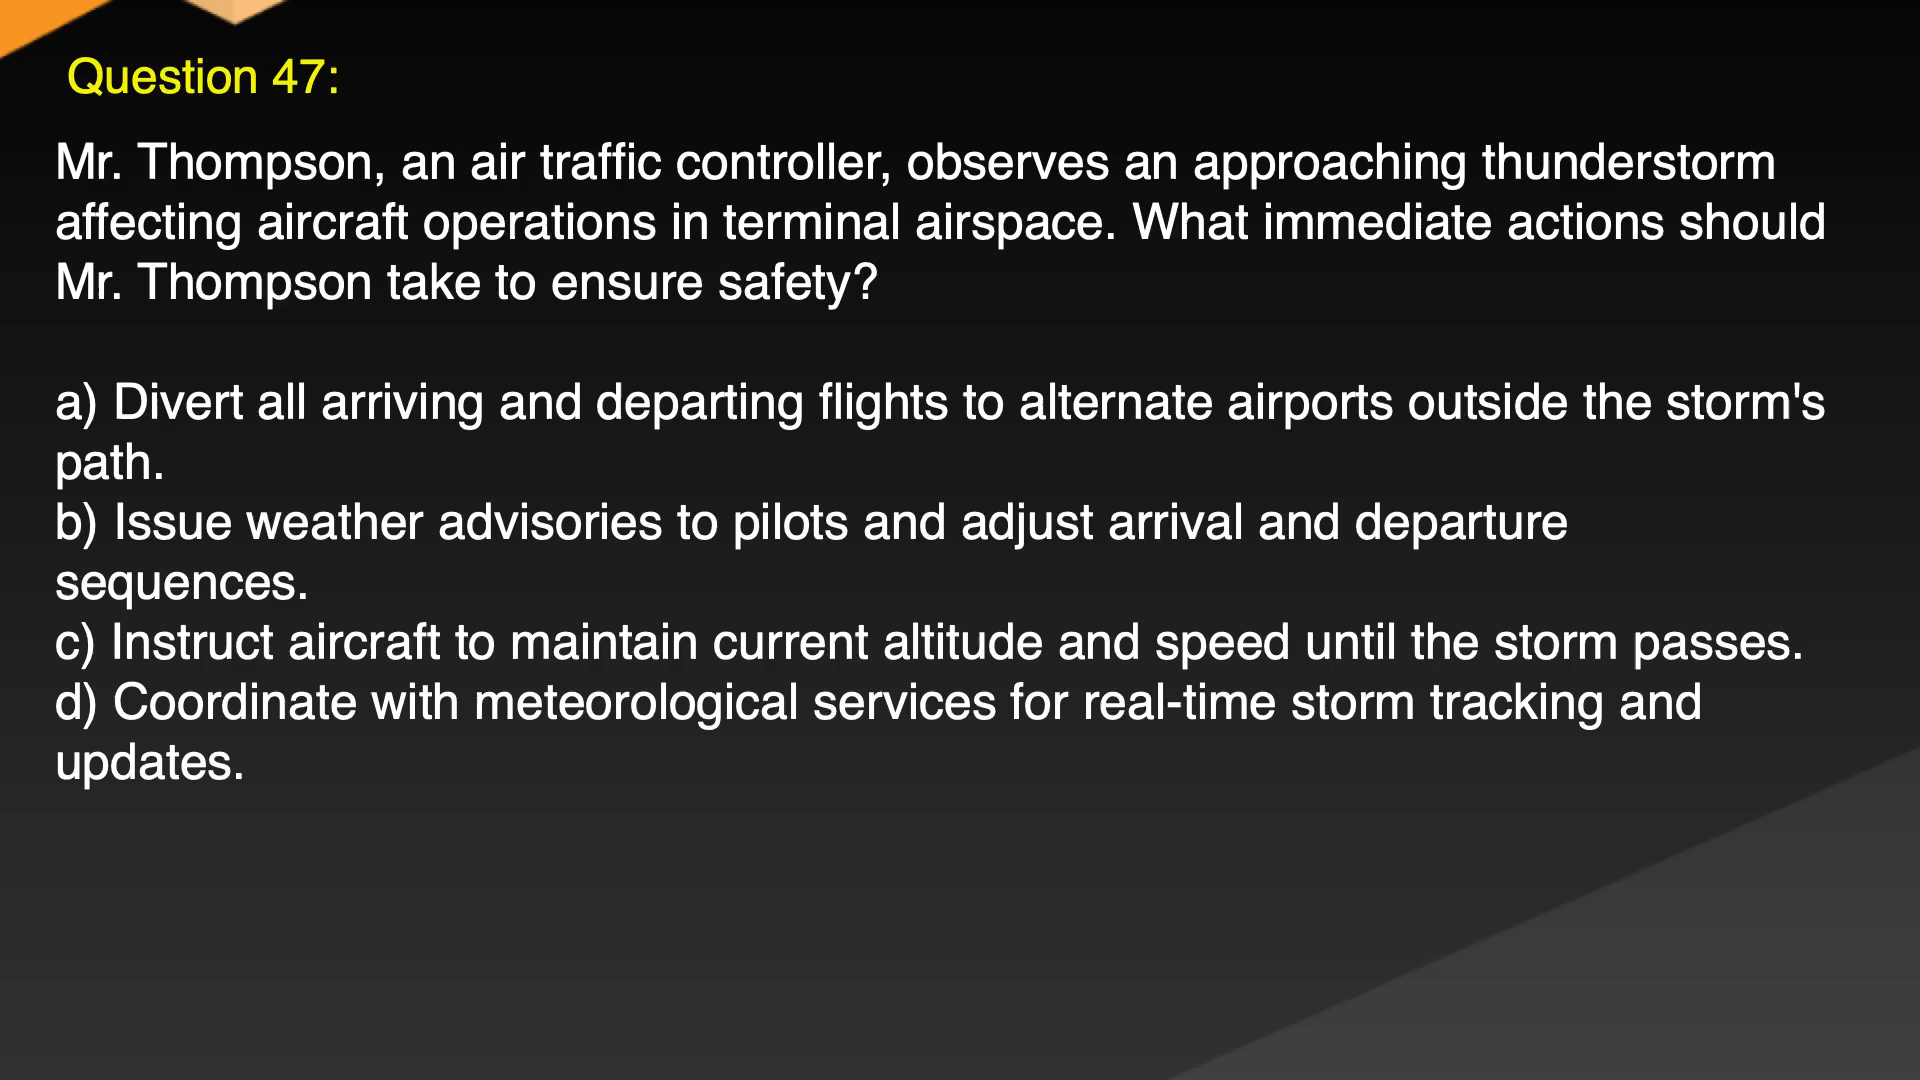 Question 47:
Mr. Thompson, an air traffic controller, observes an approaching thunderstorm
affecting aircraft operations in terminal airspace. What immediate actions should
Mr. Thompson take to ensure safety?
a) Divert all arriving and departing flights to alternate airports outside the storm's
path.
b) Issue weather advisories to pilots and adjust arrival and departure
sequences.
c) Instruct aircraft to maintain current altitude and speed until the storm passes.
d) Coordinate with meteorological services for real-time storm tracking and
updates.